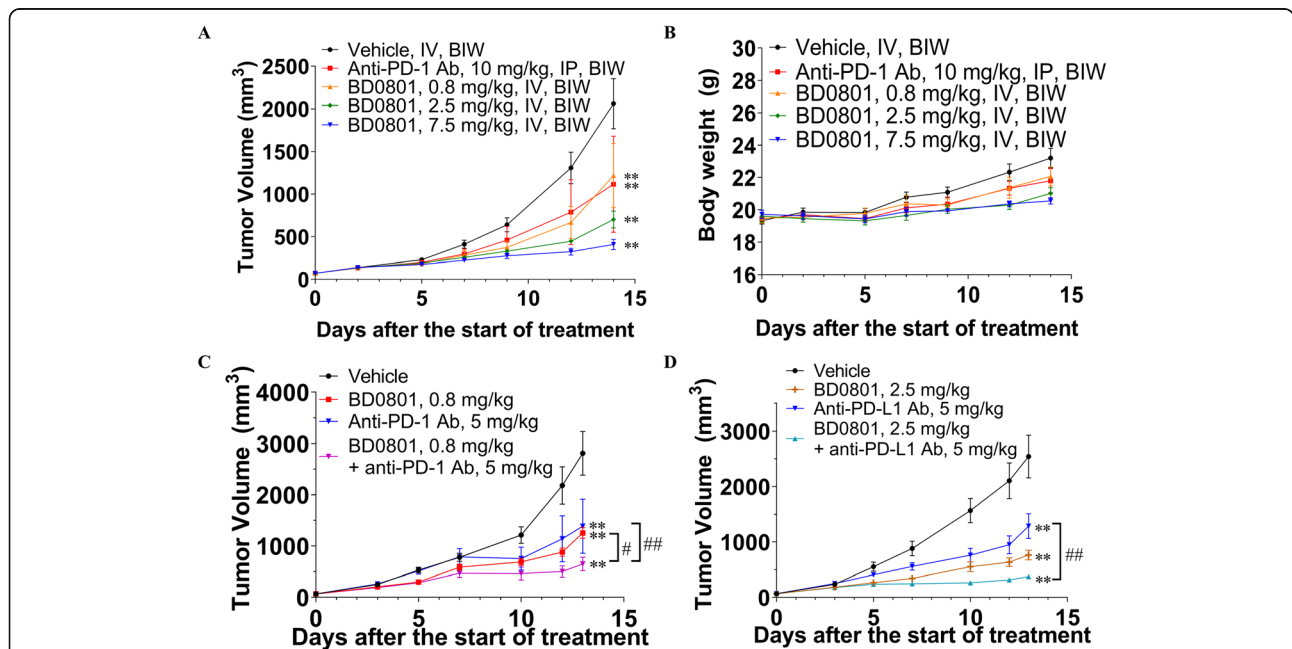 A
Vehicle, IV, BIW
Anti-PD-1 Ab, 10 mg/kg, IP, BIW
BD0801, 0.8 mg/kg, IV, BIW
BD0801, 2.5 mg/kg, IV, BIW
BD0801, 7.5 mg/kg, IV, BIW
Tumor Volume (mm³)
2500
2000
1500
1000
500
0
**
**
**
**
0 5 10 15
Days after the start of treatment
B
Vehicle, IV, BIW
Anti-PD-1 Ab, 10 mg/kg, IP, BIW
BD0801, 0.8 mg/kg, IV, BIW
BD0801, 2.5 mg/kg, IV, BIW
BD0801, 7.5 mg/kg, IV, BIW
Body weight (g)
30
28
26
24
22
20
18
16
0 5 10 15
Days after the start of treatment
C
Vehicle
BD0801, 0.8 mg/kg
Anti-PD-1 Ab, 5 mg/kg
BD0801, 0.8 mg/kg
+ anti-PD-1 Ab, 5 mg/kg
Tumor Volume (mm³)
4000
3000
2000
1000
0
**
**
**
# ##
0 5 10 15
Days after the start of treatment
D
Vehicle
BD0801, 2.5 mg/kg
Anti-PD-L1 Ab, 5 mg/kg
BD0801, 2.5 mg/kg
+ anti-PD-L1 Ab, 5 mg/kg
Tumor Volume (mm³)
3000
2000
1000
0
**
**
**
##
0 5 10 15
Days after the start of treatment